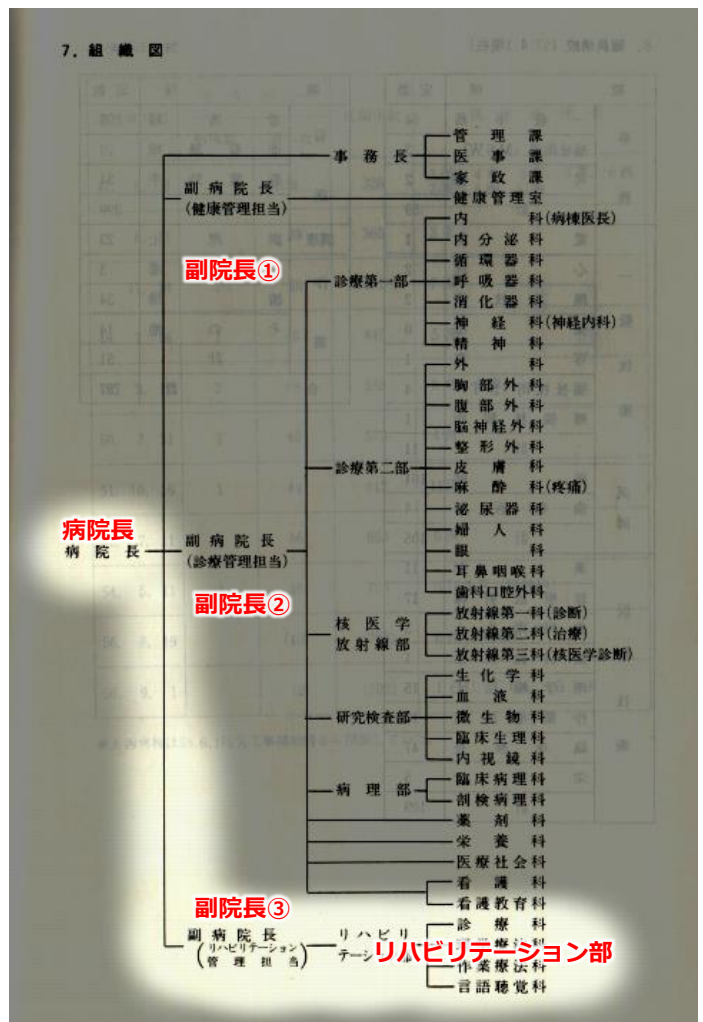 7. 組織図
事務長
管理課
医事課
家政課
副病院長
(健康管理担当)
健康管理室
副院長①
診療第一部
内科(病棟医長)
内分泌科
循環器科
呼吸器科
消化器科
神経科(神経内科)
精神科
診療第二部
外科
胸部外科
腹部外科
脳神経外科
整形外科
皮膚科
麻酔科(疼痛)
泌尿器科
婦人科
眼科
耳鼻咽喉科
歯科口腔外科
病院長
病院長
副病院長
(診療管理担当)
副院長②
核医学
放射線部
放射線第一科(診断)
放射線第二科(治療)
放射線第三科(核医学診断)
研究検査部
生化学科
血液科
微生物科
臨床生理科
内視鏡科
病理部
臨床病理科
剖検病理科
薬剤科
栄養科
医療社会科
看護科
看護教育科
副院長③
副病院長
(リハビリテーション
管理担当)
リハビリ
テーシ
リハビリテーション部
診療科
作業療法科
言語聴覚科